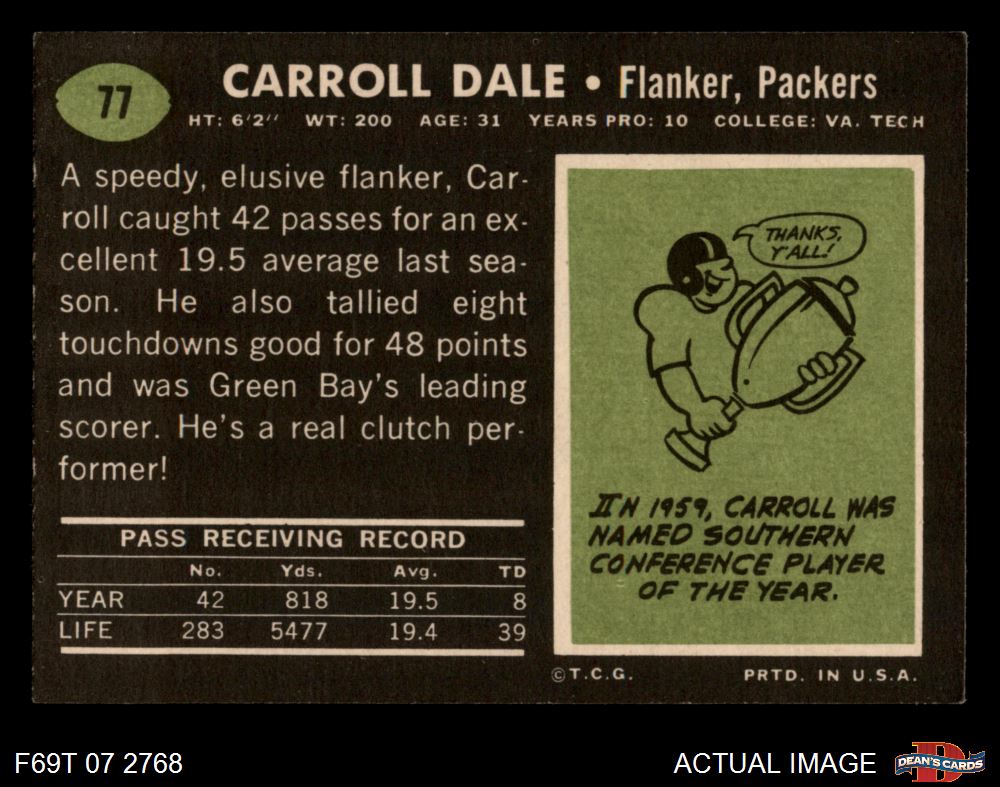 77
CARROLL DALE • Flanker, Packers
HT: 6'2'' WT: 200 AGE: 31 YEARS PRO: 10 COLLEGE: VA. TECH
A speedy, elusive flanker, Car-
roll caught 42 passes for an ex-
cellent 19.5 average last sea-
son. He also tallied eight
touchdowns good for 48 points
and was Green Bay's leading
scorer. He's a real clutch per-
former!
PASS RECEIVING RECORD
No. Yds. Avg. TD
YEAR 42 818 19.5 8
LIFE 283 5477 19.4 39
THANKS,
Y'ALL!
IN 1959, CARROLL WAS
NAMED SOUTHERN
CONFERENCE PLAYER
OF THE YEAR.
©T.C.G. PRTD. IN U.S.A.
F69T 07 2768
ACTUAL IMAGE
DEAN'S CARDS